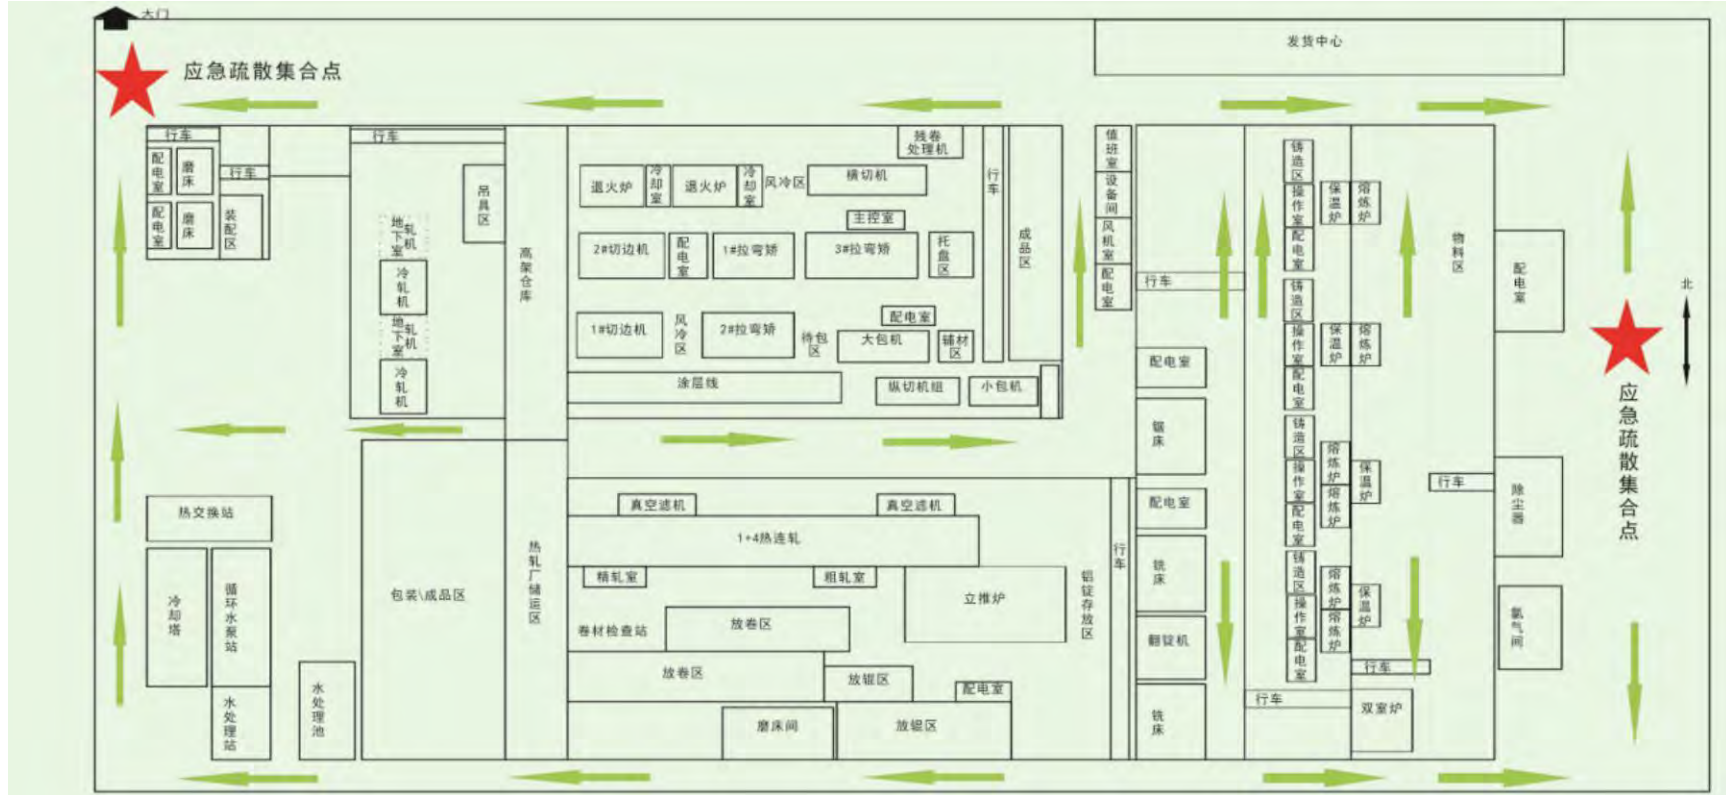 大门
应急疏散集合点
发货中心
行车
配电室
磨床
行车
配电室
磨床
装配区
行车
吊具区
地下室
轧机
冷轧机
地下室
轧机
冷轧机
高架仓库
残卷
处理机
退火炉
冷却室
退火炉
冷却室
风冷区
横切机
主控室
2#切边机
配电室
1#拉弯矫
3#拉弯矫
托盘区
1#切边机
风冷区
2#拉弯矫
待包区
配电室
大包机
辅材区
涂层线
纵切机组
小包机
行车
成品区
值班室
设备间
风机室
配电室
行车
配电室
锯床
配电室
铣床
翻锭机
铣床
铸造区
操作室
配电室
保温炉
熔炼炉
铸造区
操作室
配电室
保温炉
熔炼炉
铸造区
操作室
配电室
熔炼炉
熔炼炉
保温炉
铸造区
操作室
配电室
熔炼炉
熔炼炉
保温炉
行车
行车
双室炉
物料区
行车
配电室
除尘器
氯气间
北
应急疏散集合点
热交换站
冷却塔
循环水泵站
水处理站
水处理池
包装\成品区
热轧厂储运区
真空滤机
真空滤机
1+4热连轧
精轧室
粗轧室
立推炉
卷材检查站
放卷区
放卷区
放辊区
配电室
磨床间
放辊区
铝锭存放区
行车